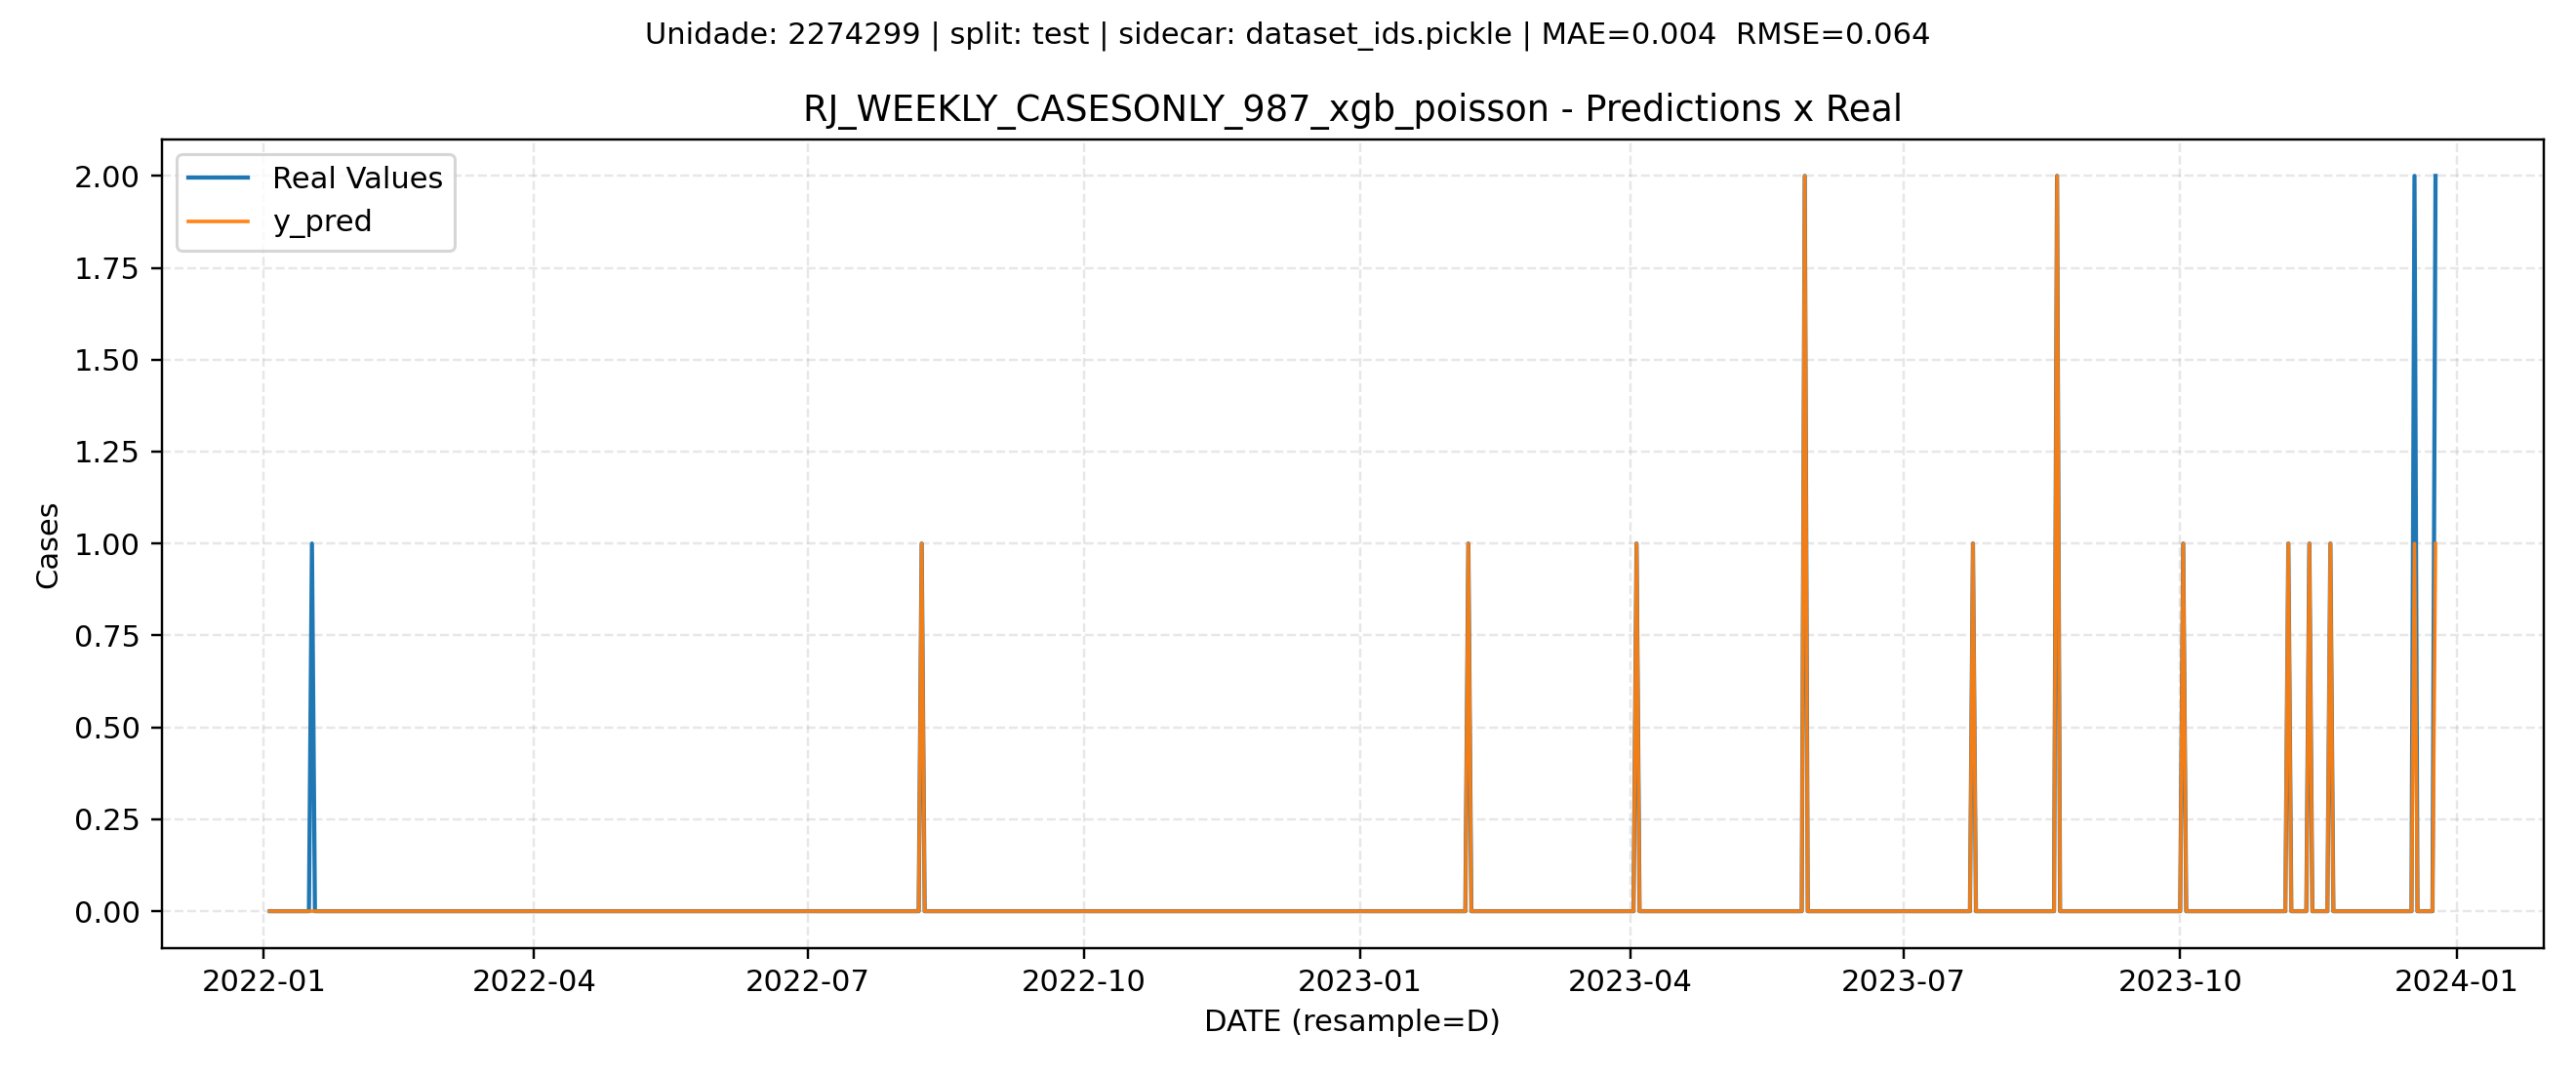 Unidade: 2274299 | split: test | sidecar: dataset_ids.pickle | MAE=0.004  RMSE=0.064
RJ_WEEKLY_CASESONLY_987_xgb_poisson - Predictions x Real
Real Values
y_pred
2.00
1.75
1.50
1.25
1.00
0.75
0.50
0.25
0.00
Cases
2022-01 2022-04 2022-07 2022-10 2023-01 2023-04 2023-07 2023-10 2024-01
DATE (resample=D)